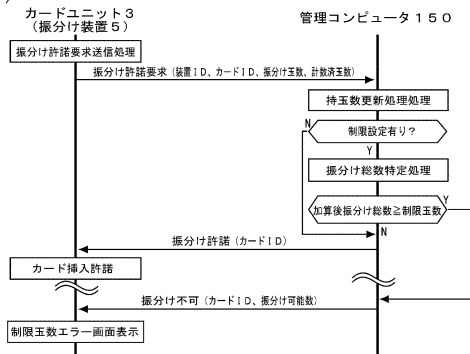 カードユニット3
(振分け装置5)
管理コンピュータ150
振分け許諾要求送信処理
振分け許諾要求(装置ID、カードID、振分け玉数、計数済玉数)
持玉数更新処理処理
N
制限設定有り?
Y
振分け総数特定処理
Y
加算後振分け総数≧制限玉数
N
振分け許諾(カードID)
カード挿入許諾
振分け不可(カードID、振分け可能数)
制限玉数エラー画面表示